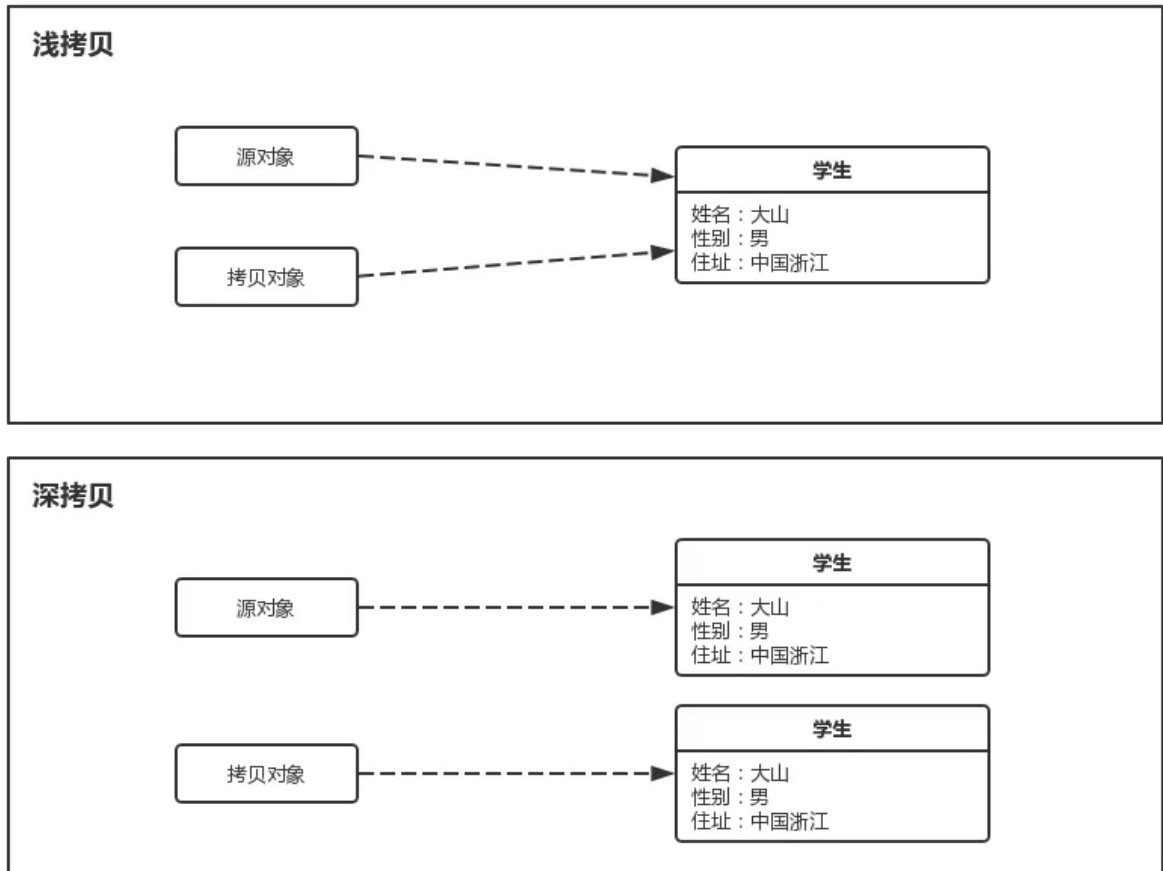 浅拷贝
源对象
学生
姓名：大山
性别：男
住址：中国浙江
拷贝对象
深拷贝
源对象
学生
姓名：大山
性别：男
住址：中国浙江
拷贝对象
学生
姓名：大山
性别：男
住址：中国浙江